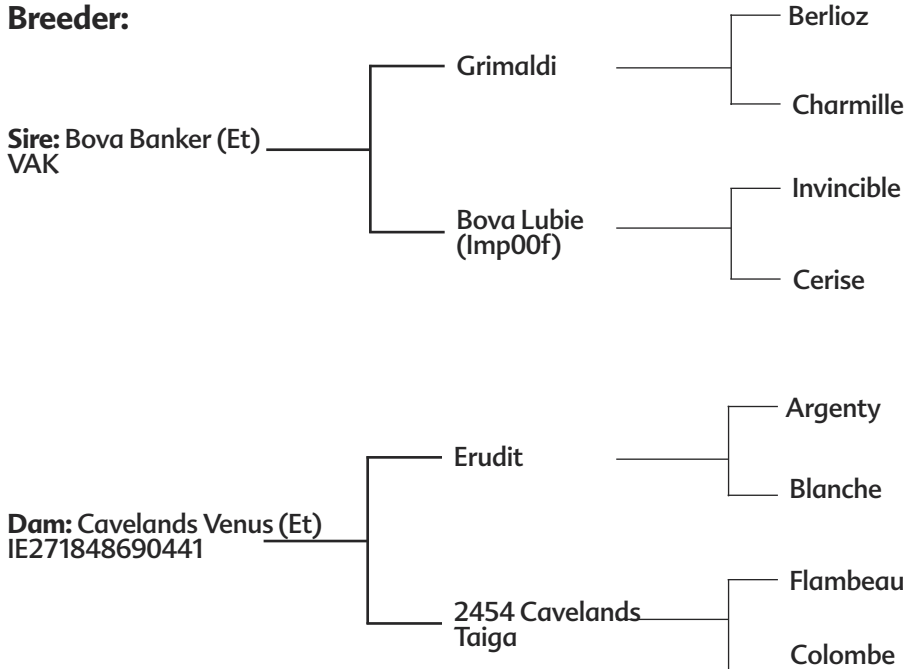 Breeder:
Berlioz
Grimaldi
Charmille
Sire: Bova Banker (Et)
VAK
Invincible
Bova Lubie
(Imp00f)
Cerise
Argenty
Erudit
Blanche
Dam: Cavelands Venus (Et)
IE271848690441
Flambeau
2454 Cavelands
Taiga
Colombe